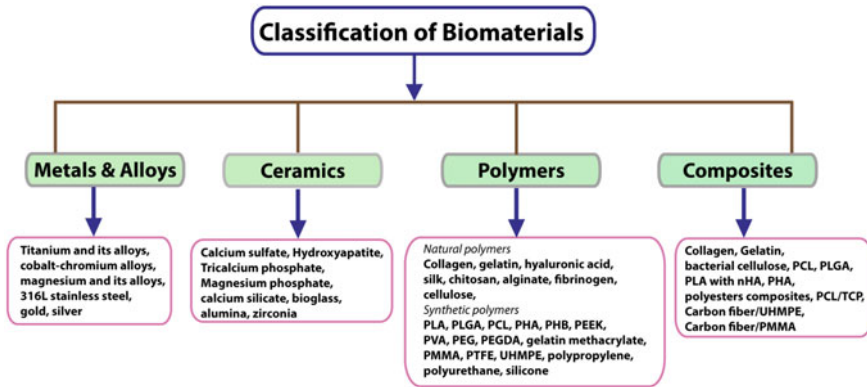 Classification of Biomaterials
Metals & Alloys
Ceramics
Polymers
Composites
Titanium and its alloys,
cobalt-chromium alloys,
magnesium and its alloys,
316L stainless steel,
gold, silver
Calcium sulfate, Hydroxyapatite,
Tricalcium phosphate,
Magnesium phosphate,
calcium silicate, bioglass,
alumina, zirconia
Natural polymers
Collagen, gelatin, hyaluronic acid,
silk, chitosan, alginate, fibrinogen,
cellulose,
Synthetic polymers
PLA, PLGA, PCL, PHA, PHB, PEEK,
PVA, PEG, PEGDA, gelatin methacrylate,
PMMA, PTFE, UHMPE, polypropylene,
polyurethane, silicone
Collagen, Gelatin,
bacterial cellulose, PCL, PLGA,
PLA with nHA, PHA,
polyesters composites, PCL/TCP,
Carbon fiber/UHMPE,
Carbon fiber/PMMA